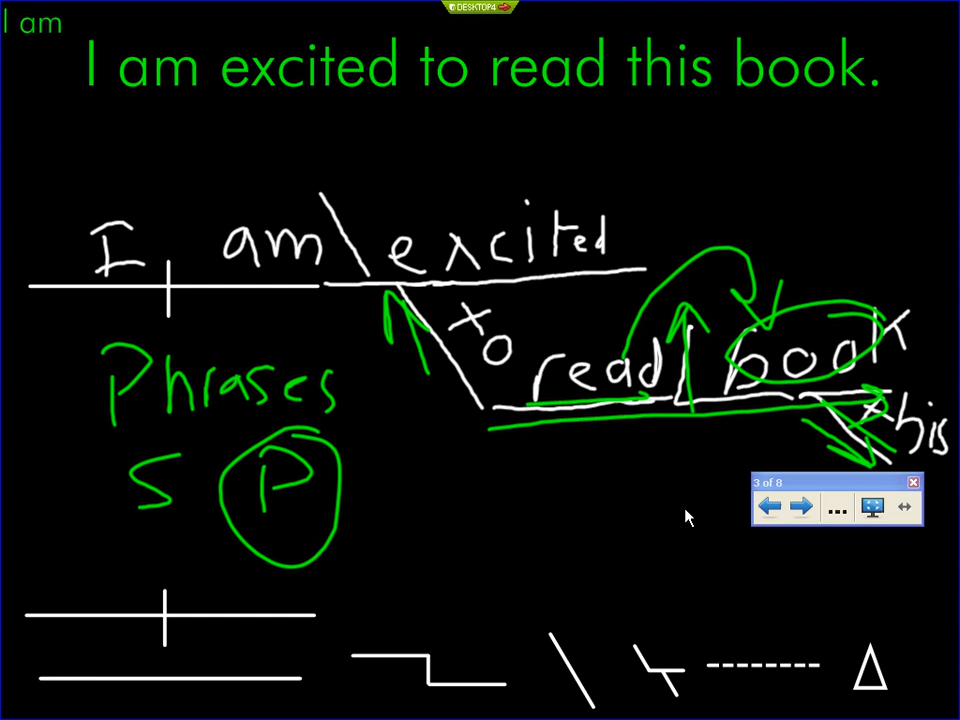 DESKTOP4
I am
I am excited to read this book.
I am excited
to read book
this
Phrases
S P
3 of 8
...